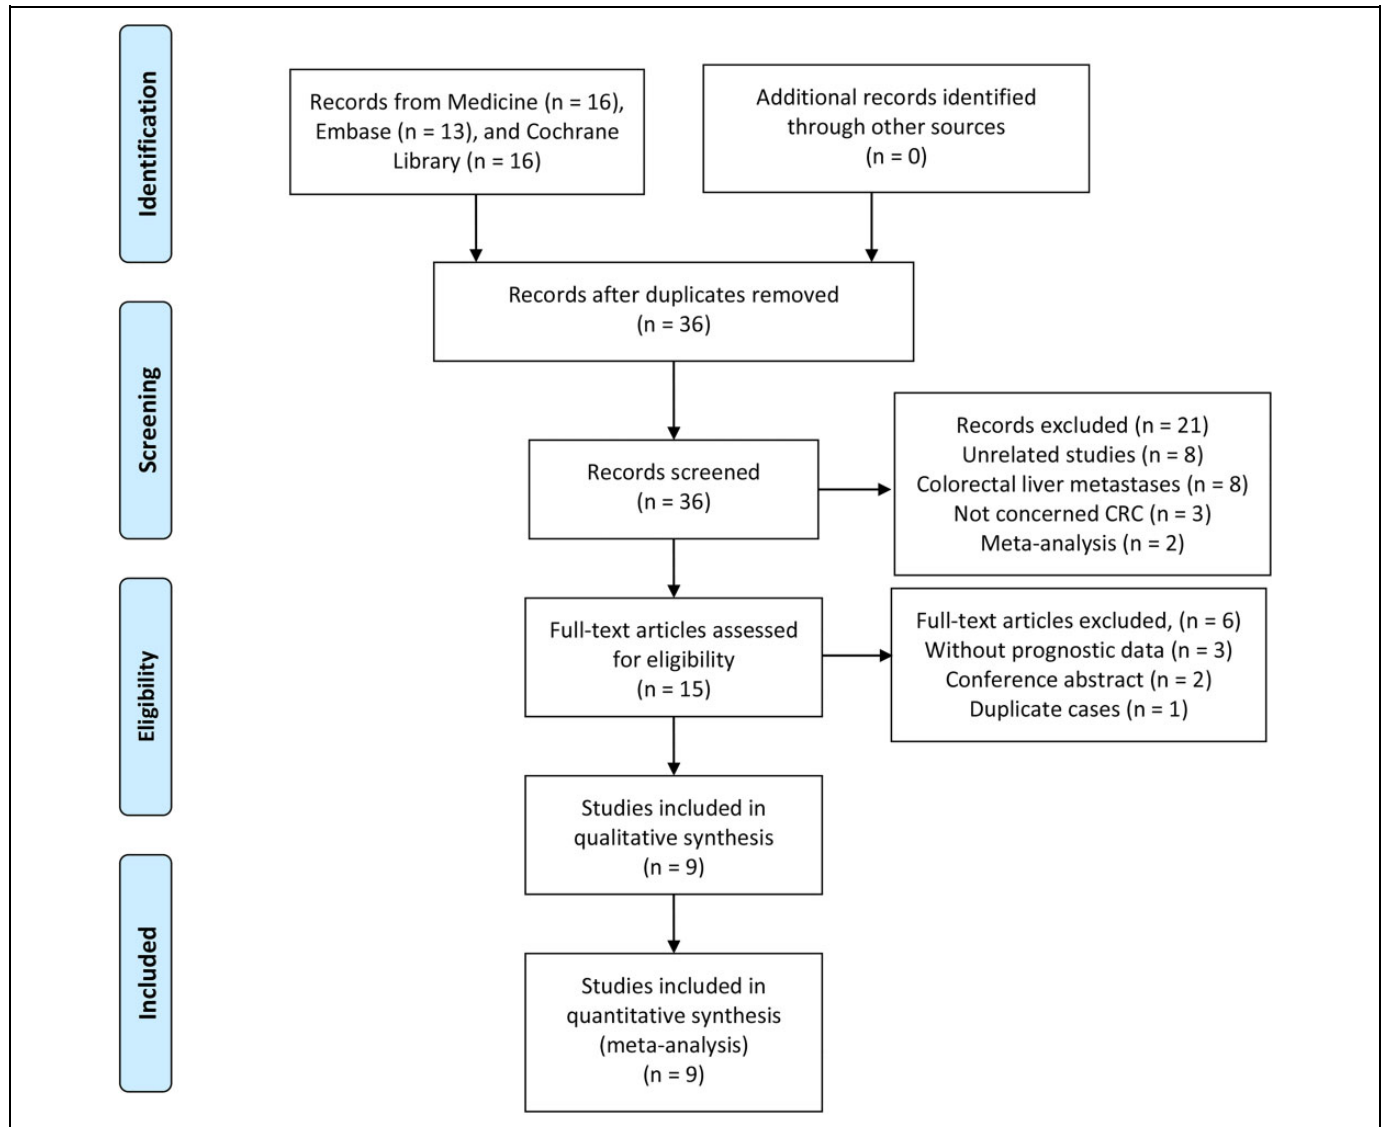 Identification
Records from Medicine (n = 16),
Embase (n = 13), and Cochrane
Library (n = 16)
Additional records identified
through other sources
(n = 0)
Records after duplicates removed
(n = 36)
Screening
Records screened
(n = 36)
Records excluded (n = 21)
Unrelated studies (n = 8)
Colorectal liver metastases (n = 8)
Not concerned CRC (n = 3)
Meta-analysis (n = 2)
Eligibility
Full-text articles assessed
for eligibility
(n = 15)
Full-text articles excluded, (n = 6)
Without prognostic data (n = 3)
Conference abstract (n = 2)
Duplicate cases (n = 1)
Studies included in
qualitative synthesis
(n = 9)
Included
Studies included in
quantitative synthesis
(meta-analysis)
(n = 9)